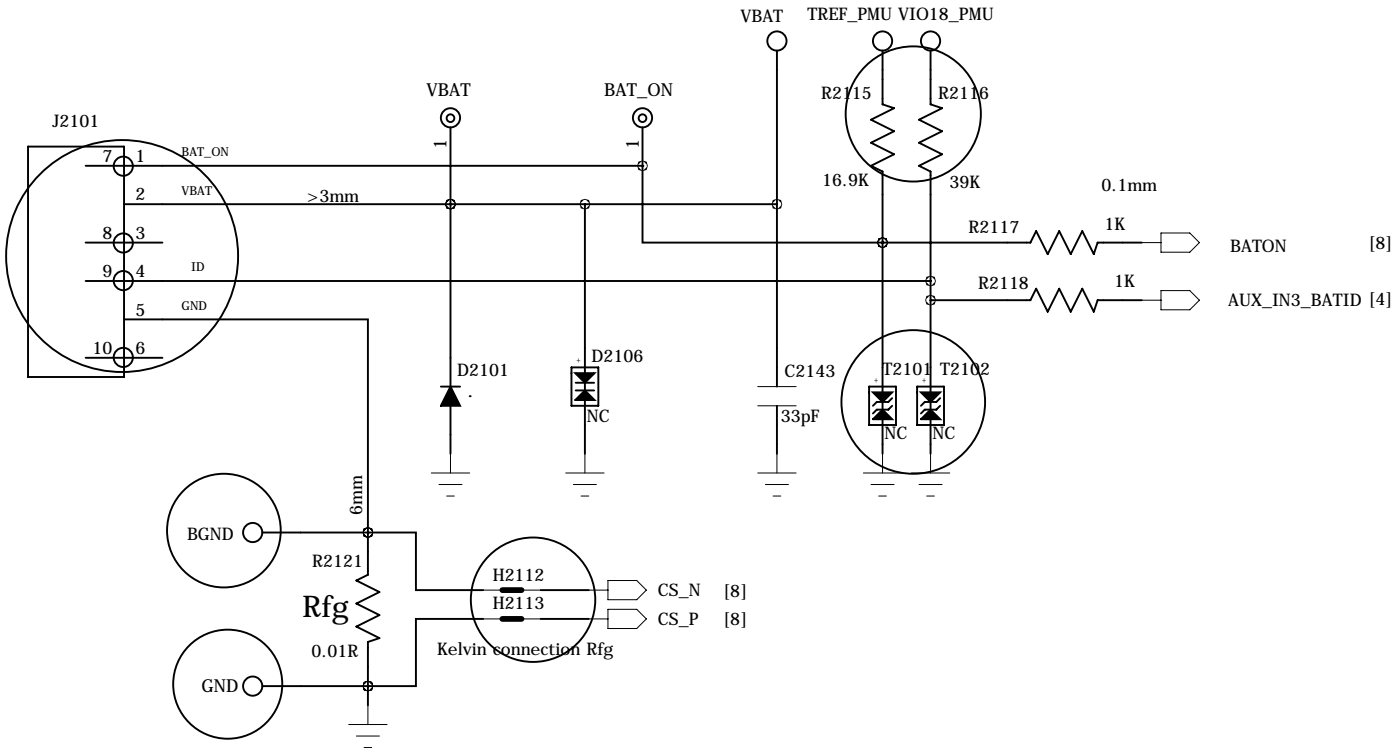 VBAT TREF_PMU VIO18_PMU
VBAT BAT_ON R2115 R2116
J2101
1 1
7 1 BAT_ON
16.9K 39K
2 VBAT >3mm 0.1mm
8 3 R2117 1K BATON [8]
9 4 ID
R2118 1K AUX_IN3_BATID [4]
5 GND
10 6
D2101 D2106 C2143 T2101 T2102
+ + +
NC 33pF NC NC
6mm
BGND
R2121
H2112 CS_N [8]
Rfg H2113 CS_P [8]
0.01R Kelvin connection Rfg
GND